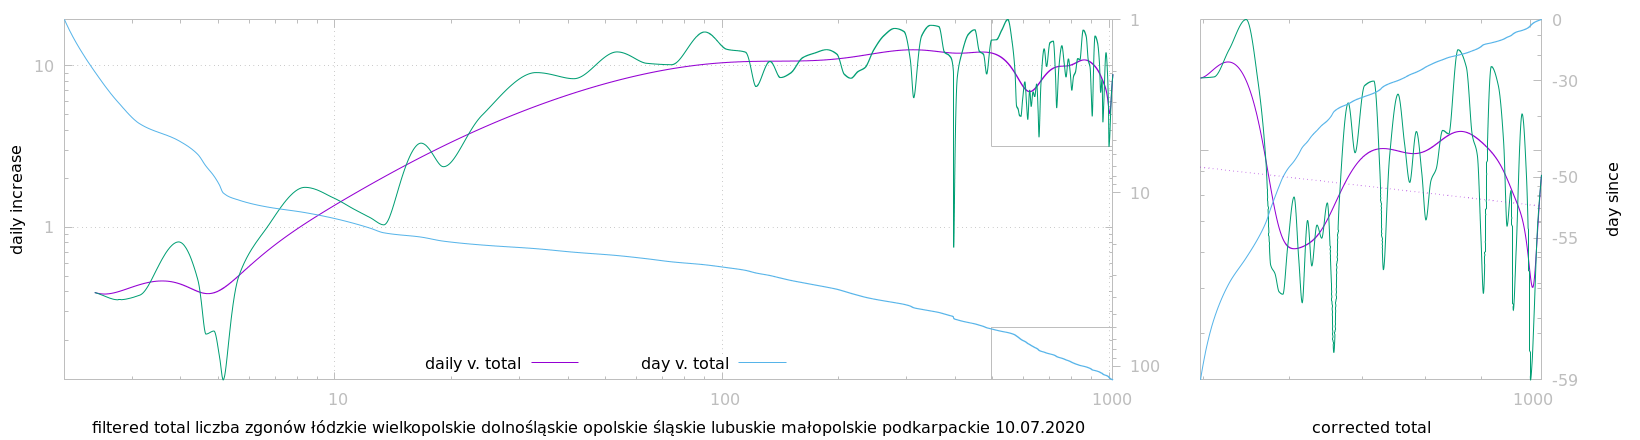 10
1
daily increase
1
10
100
daily v. total
day v. total
10
100
1000
filtered total liczba zgonów łódzkie wielkopolskie dolnośląskie opolskie śląskie lubuskie małopolskie podkarpackie 10.07.2020
0
-30
-50
-55
-59
day since
1000
corrected total